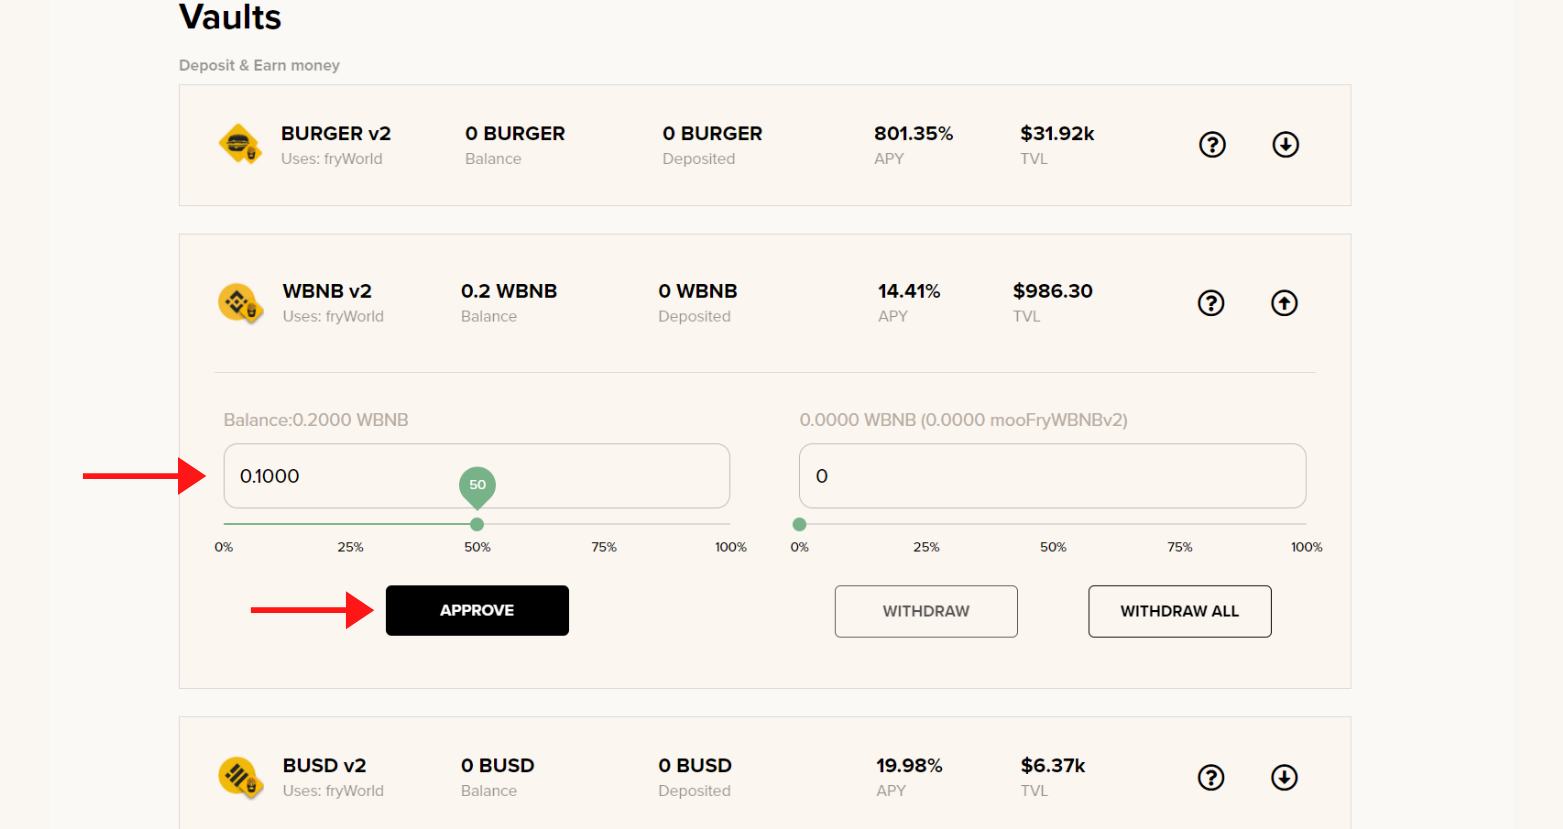 Vaults
Deposit & Earn money
BURGER v2 0 BURGER 0 BURGER 801.35% $31.92k
Uses: fryWorld Balance Deposited APY TVL
WBNB v2 0.2 WBNB 0 WBNB 14.41% $986.30
Uses: fryWorld Balance Deposited APY TVL
Balance:0.2000 WBNB 0.0000 WBNB (0.0000 mooFryWBNBv2)
0.1000 0
50
0% 25% 50% 75% 100% 0% 25% 50% 75% 100%
APPROVE WITHDRAW WITHDRAW ALL
BUSD v2 0 BUSD 0 BUSD 19.98% $6.37k
Uses: fryWorld Balance Deposited APY TVL